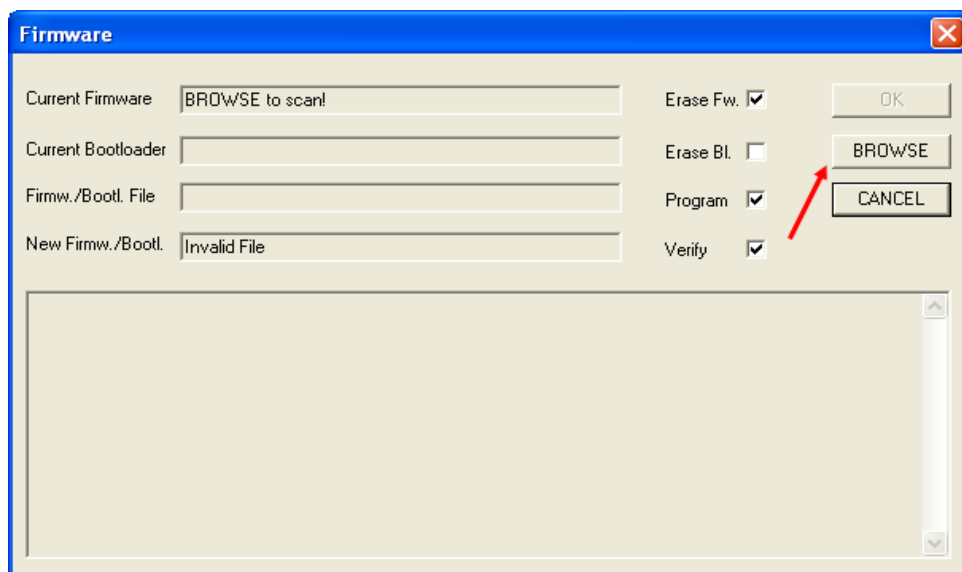 Firmware
Current Firmware BROWSE to scan! Erase Fw. OK
Current Bootloader Erase Bl. BROWSE
Firmw./Bootl. File Program CANCEL
New Firmw./Bootl. Invalid File Verify